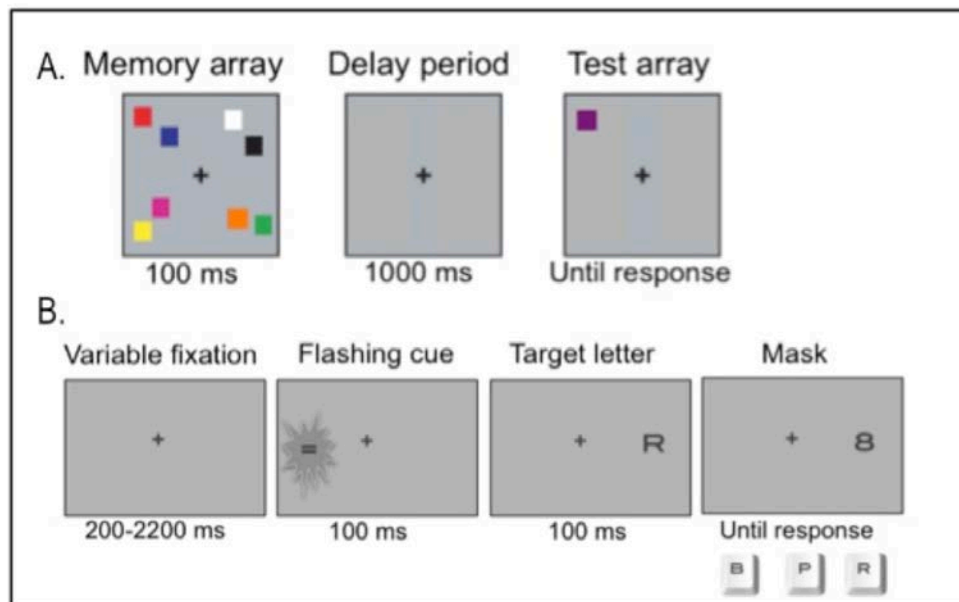 A. Memory array Delay period Test array
+ + +
100 ms 1000 ms Until response
B.
Variable fixation Flashing cue Target letter Mask
+ = + + R + 8
200-2200 ms 100 ms 100 ms Until response
B P R